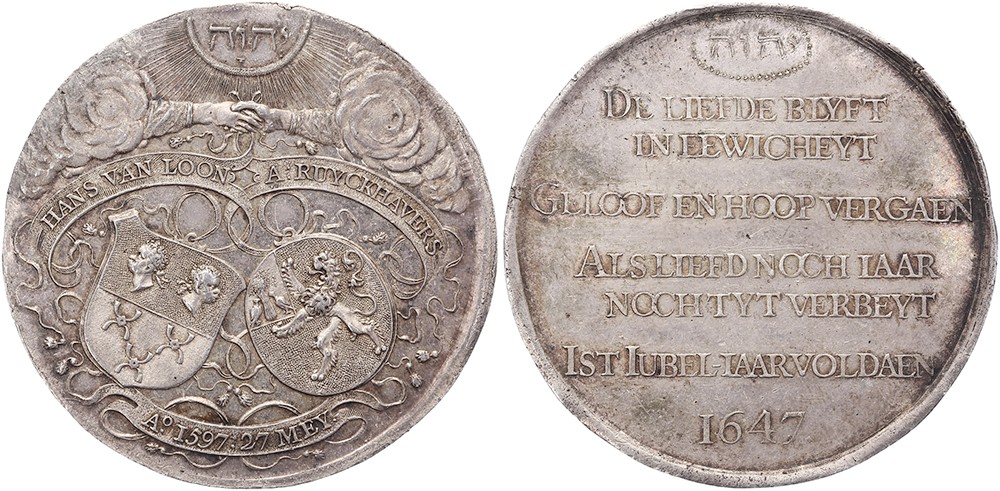 יהוה
HANS VAN LOON A: RUYCKHAVERS
Aº 1597: 27 MEY
יהוה
DE LIEFDE BLYFT
IN EEWICHEYT
GELOOF EN HOOP VERGAEN
ALS LIEFD NOCH IAAR
NOCH TYT VERBEYT
IST IUBEL-IAAR VOLDAEN
1647